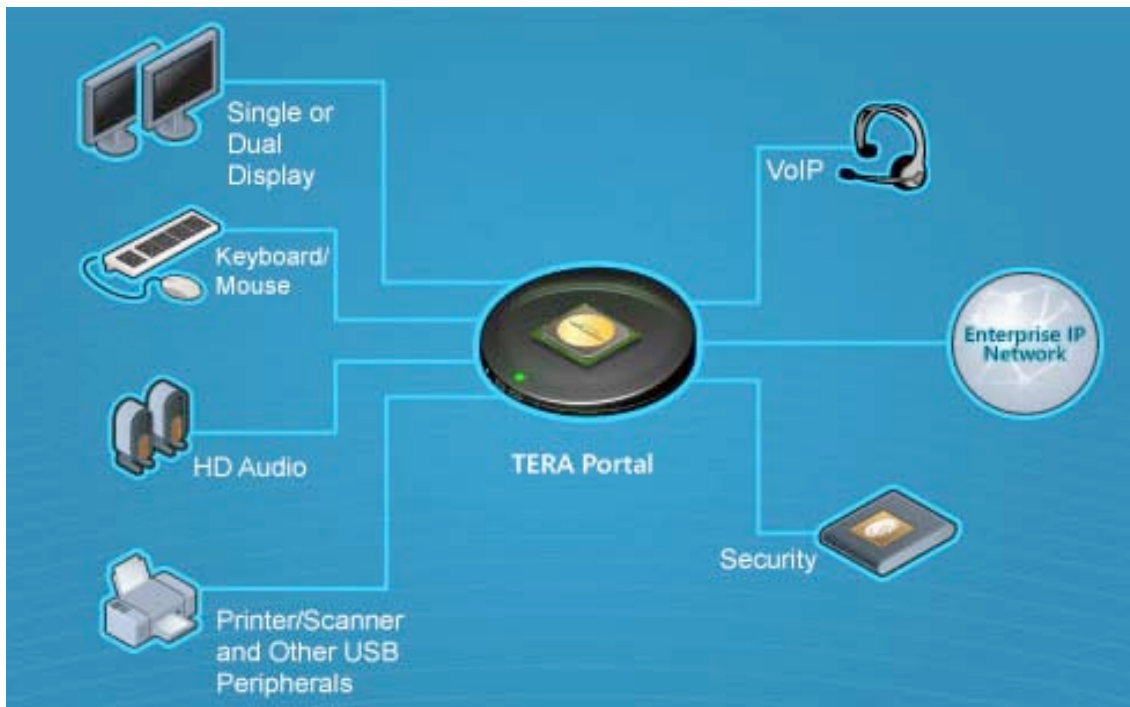 Single or
Dual
Display
Keyboard/
Mouse
HD Audio
Printer/Scanner
and Other USB
Peripherals
TERA Portal
VoIP
Enterprise IP
Network
Security